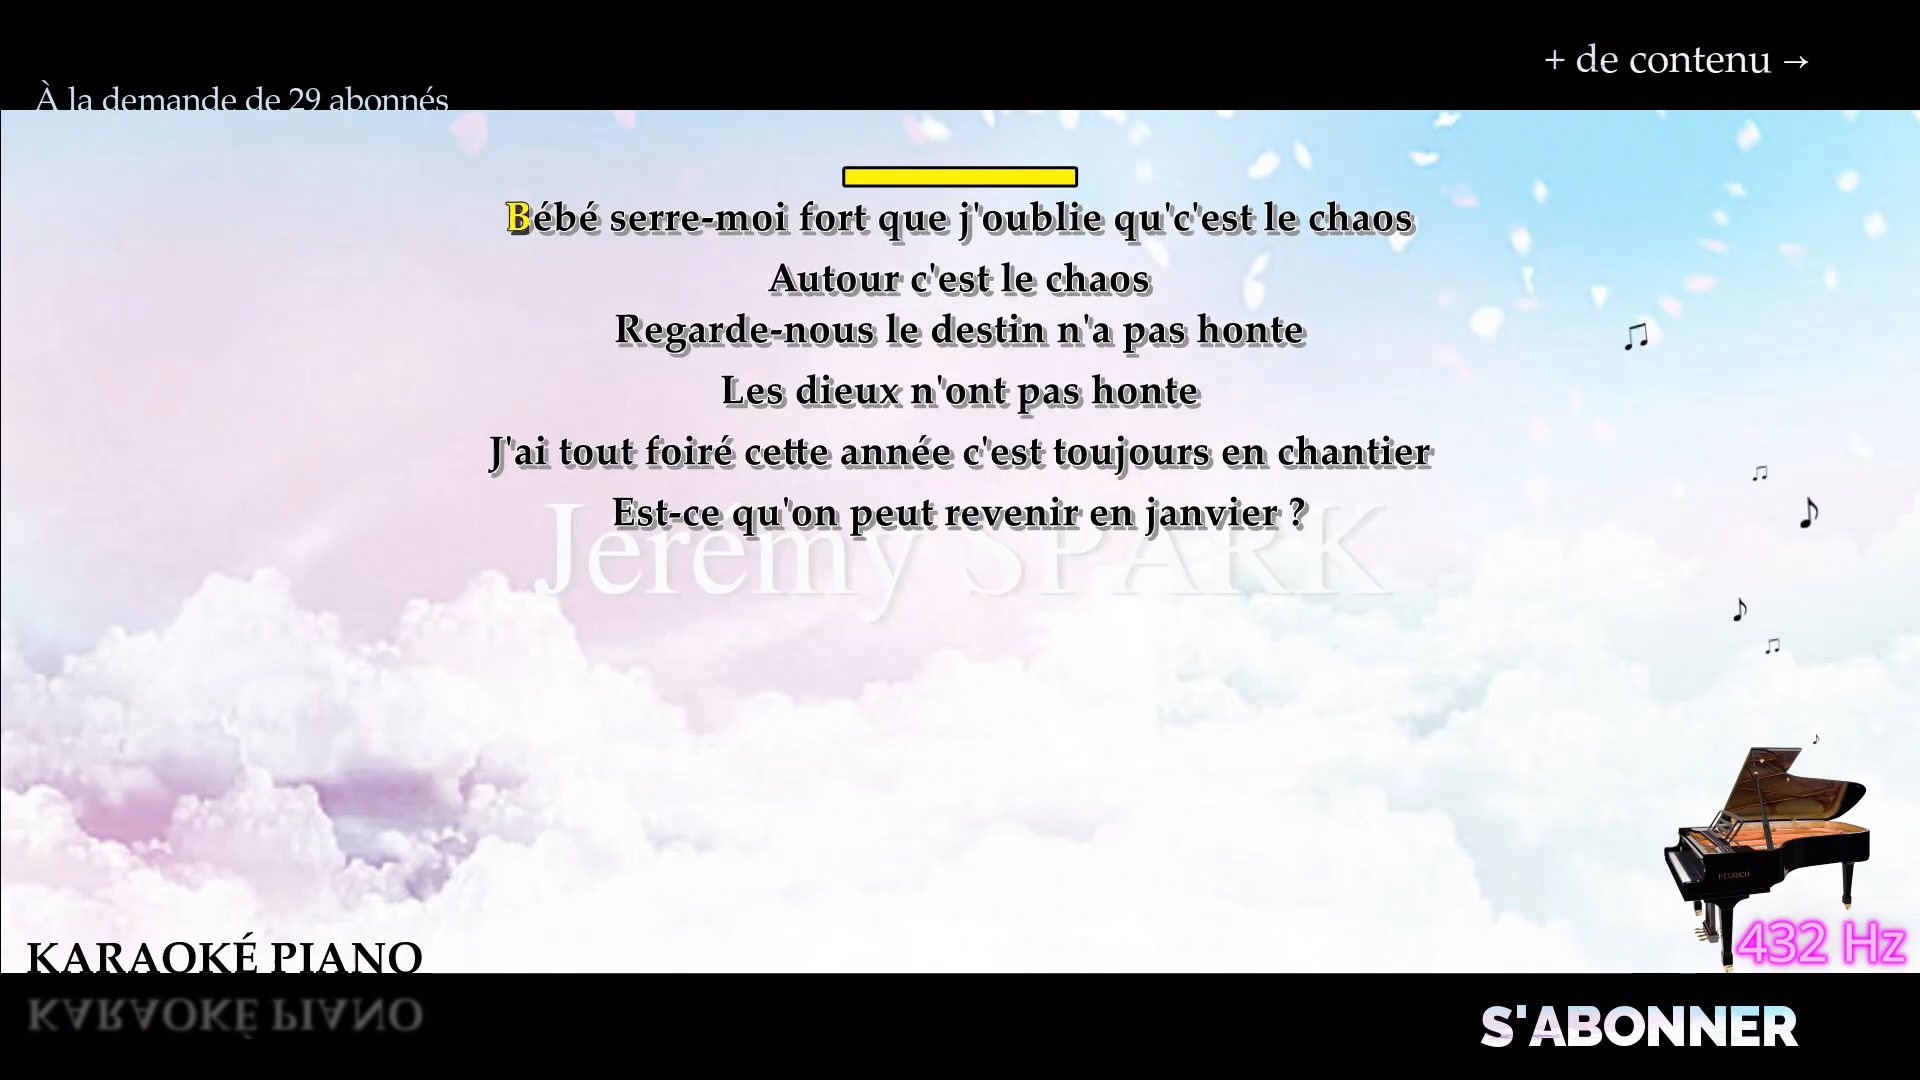 + de contenu →
À la demande de 29 abonnés
Bébé serre-moi fort que j'oublie qu'c'est le chaos
Autour c'est le chaos
Regarde-nous le destin n'a pas honte
Les dieux n'ont pas honte
J'ai tout foiré cette année c'est toujours en chantier
Est-ce qu'on peut revenir en janvier ?
Jeremy SPARK
FEURICH
432 Hz
KARAOKÉ PIANO
KARAOKÉ PIANO
S'ABONNER